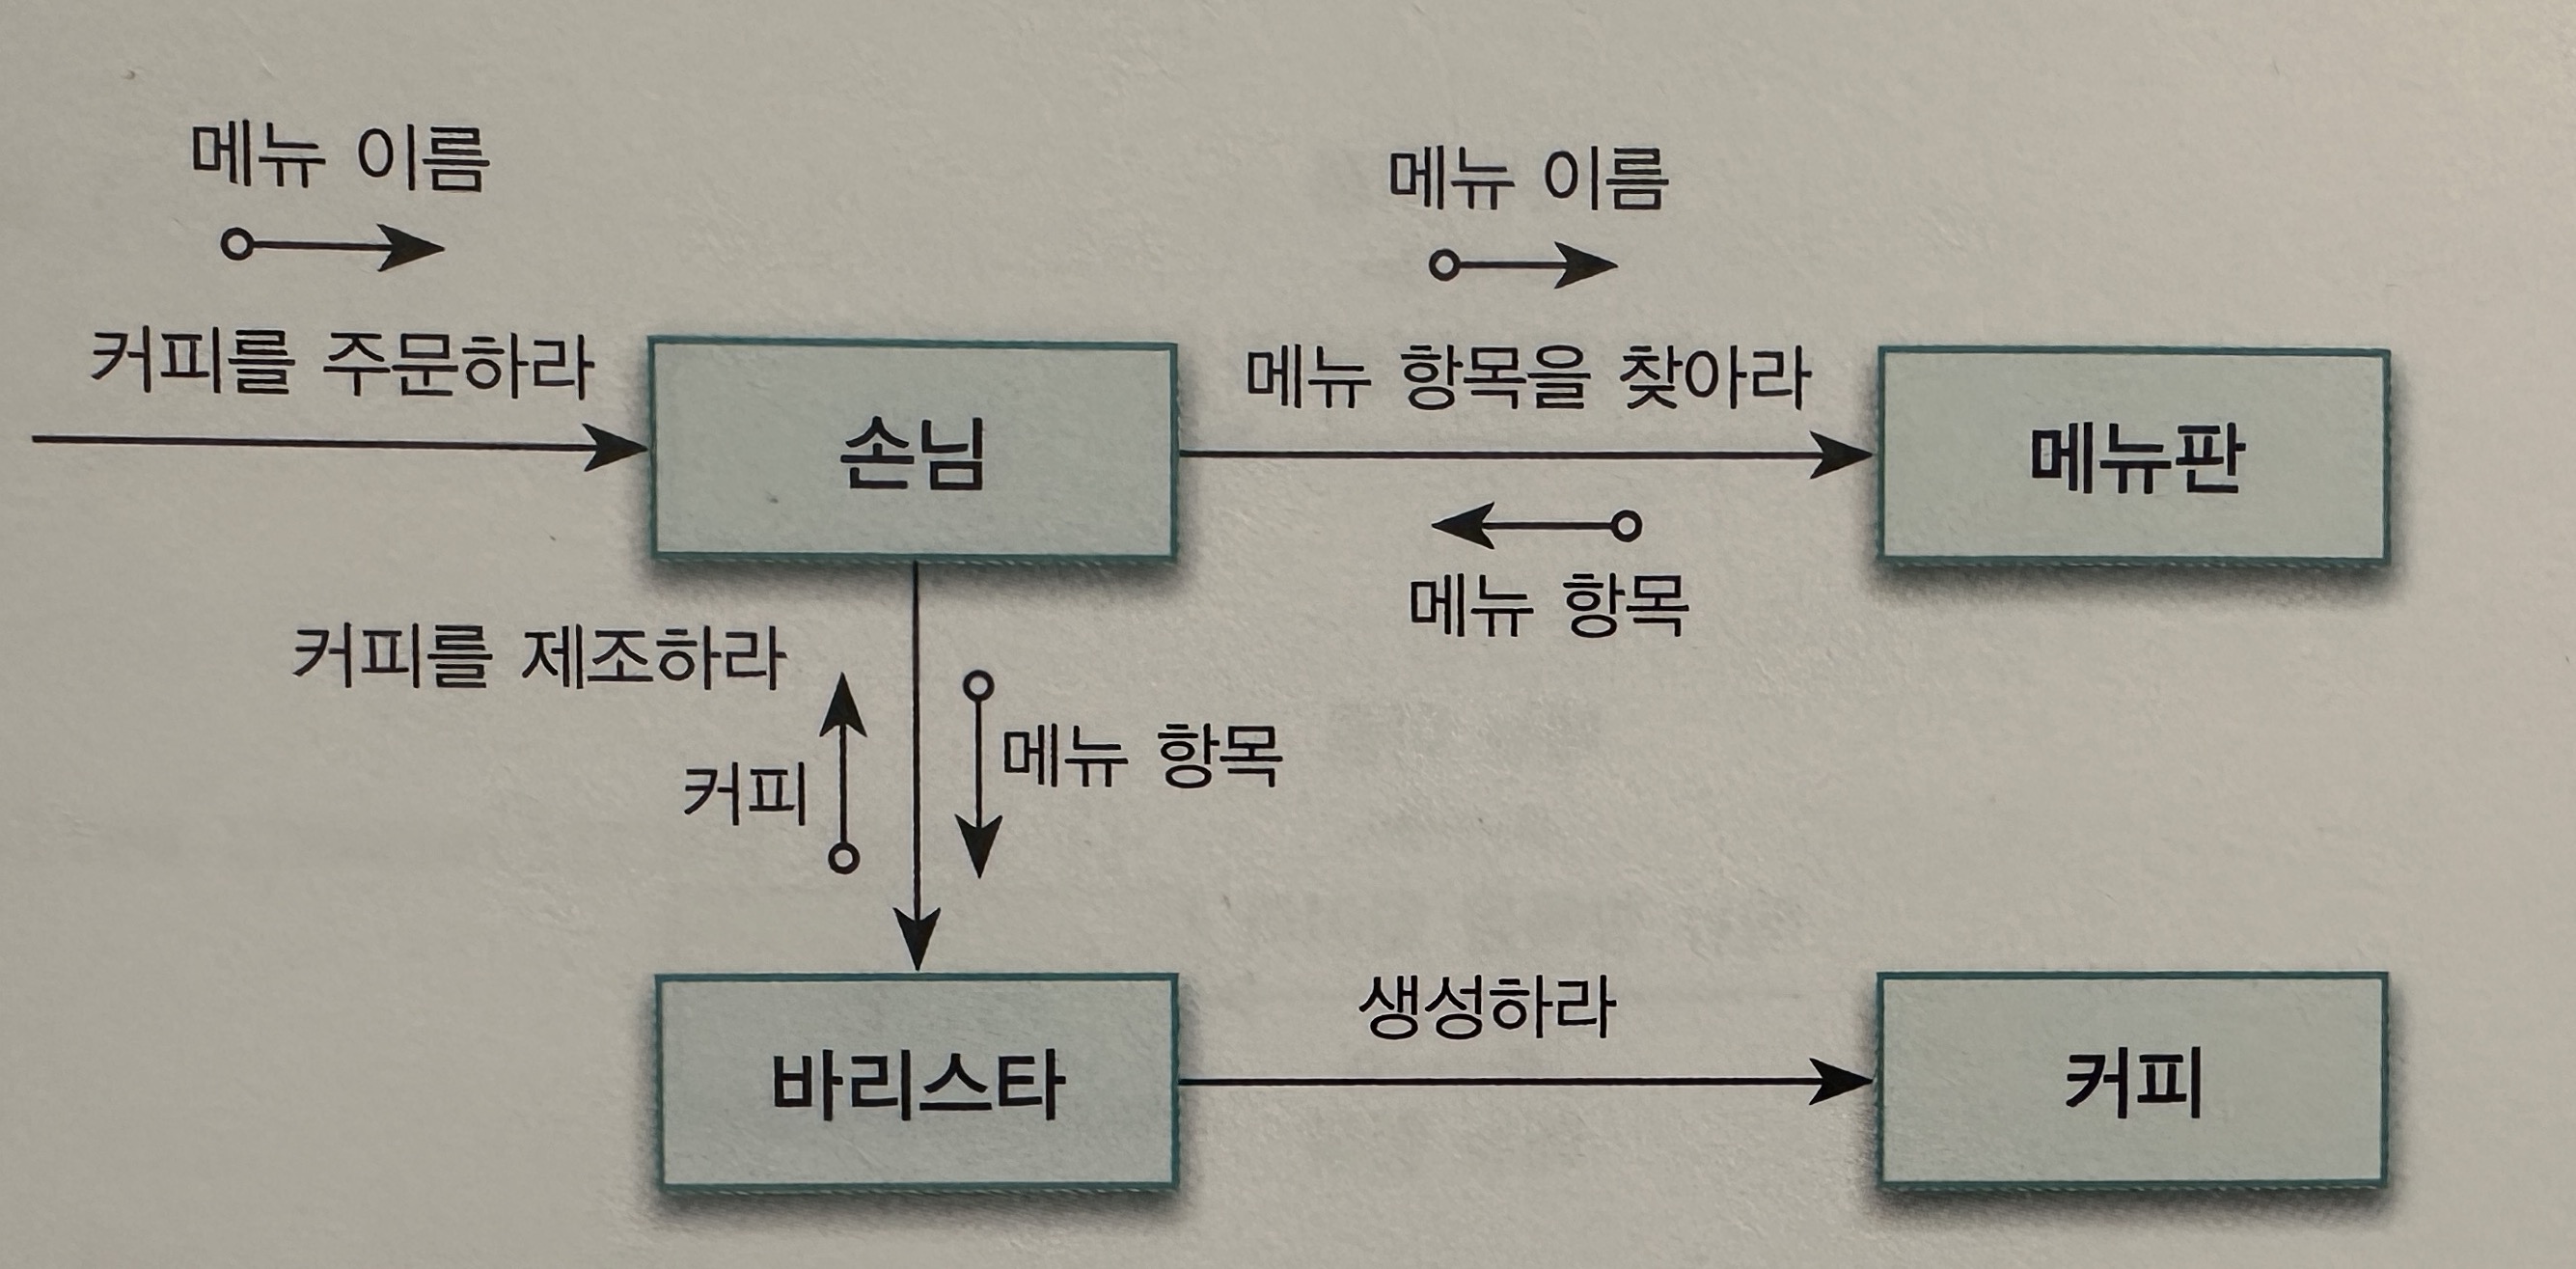 메뉴 이름
메뉴 이름
커피를 주문하라
손님
메뉴 항목을 찾아라
메뉴판
메뉴 항목
커피를 제조하라
커피
메뉴 항목
바리스타
생성하라
커피